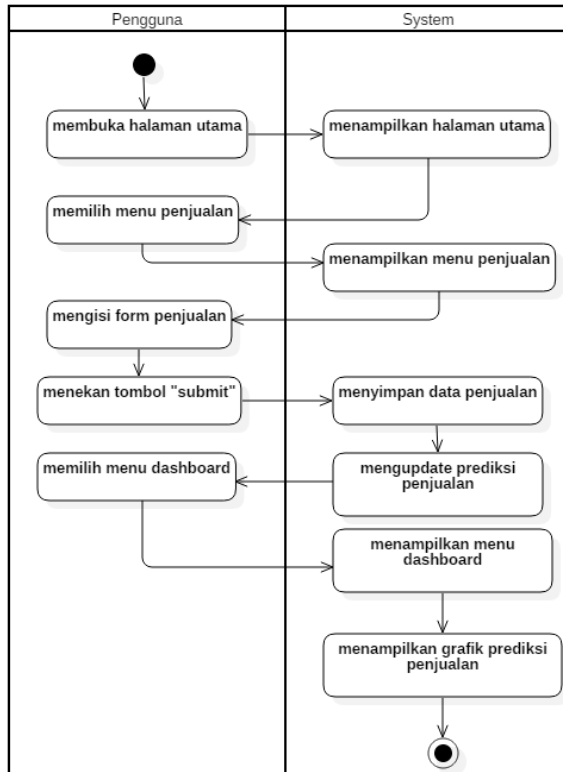 Pengguna
System
membuka halaman utama
menampilkan halaman utama
memilih menu penjualan
menampilkan menu penjualan
mengisi form penjualan
menekan tombol "submit"
menyimpan data penjualan
memilih menu dashboard
mengupdate prediksi
penjualan
menampilkan menu
dashboard
menampilkan grafik prediksi
penjualan